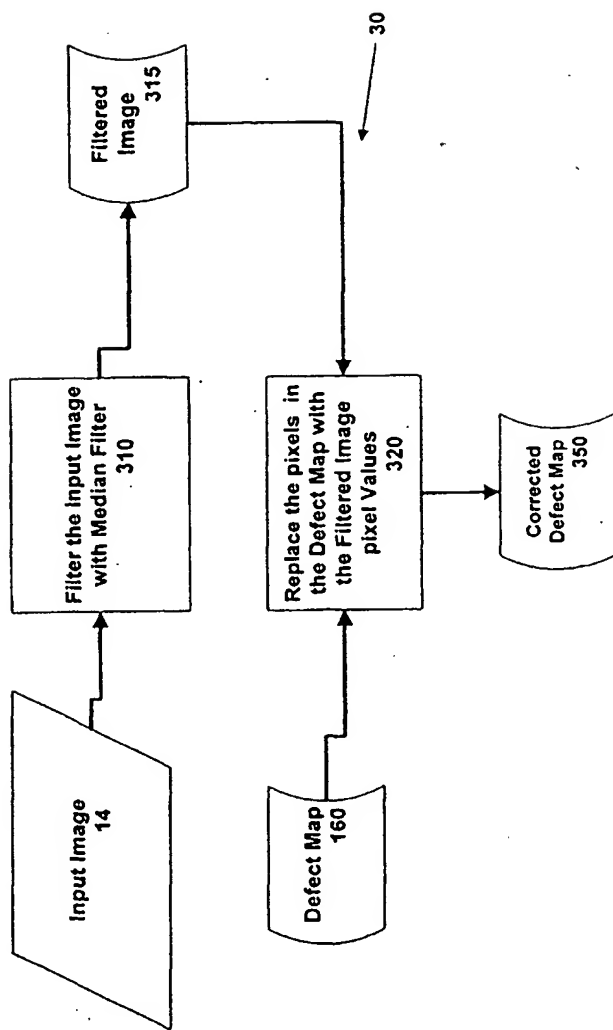 Input Image
14
Filter the Input Image
with Median Filter
310
Filtered
Image
315
Defect Map
160
Replace the pixels in
the Defect Map with
the Filtered Image
pixel Values
320
30
Corrected
Defect Map
350